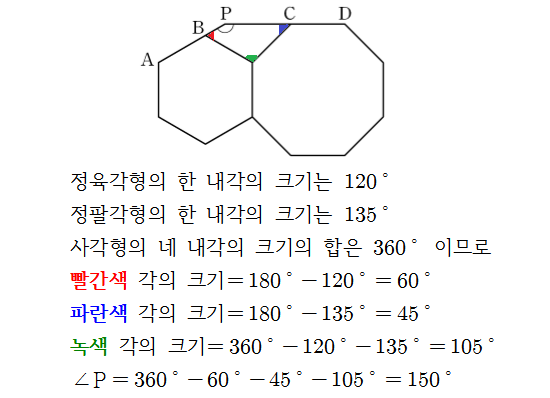 P
C
D
B
A
정육각형의 한 내각의 크기는 120°
정팔각형의 한 내각의 크기는 135°
사각형의 네 내각의 크기의 합은 360° 이므로
빨간색 각의 크기=180°-120°=60°
파란색 각의 크기=180°-135°=45°
녹색 각의 크기=360°-120°-135°=105°
∠P=360°-60°-45°-105°=150°